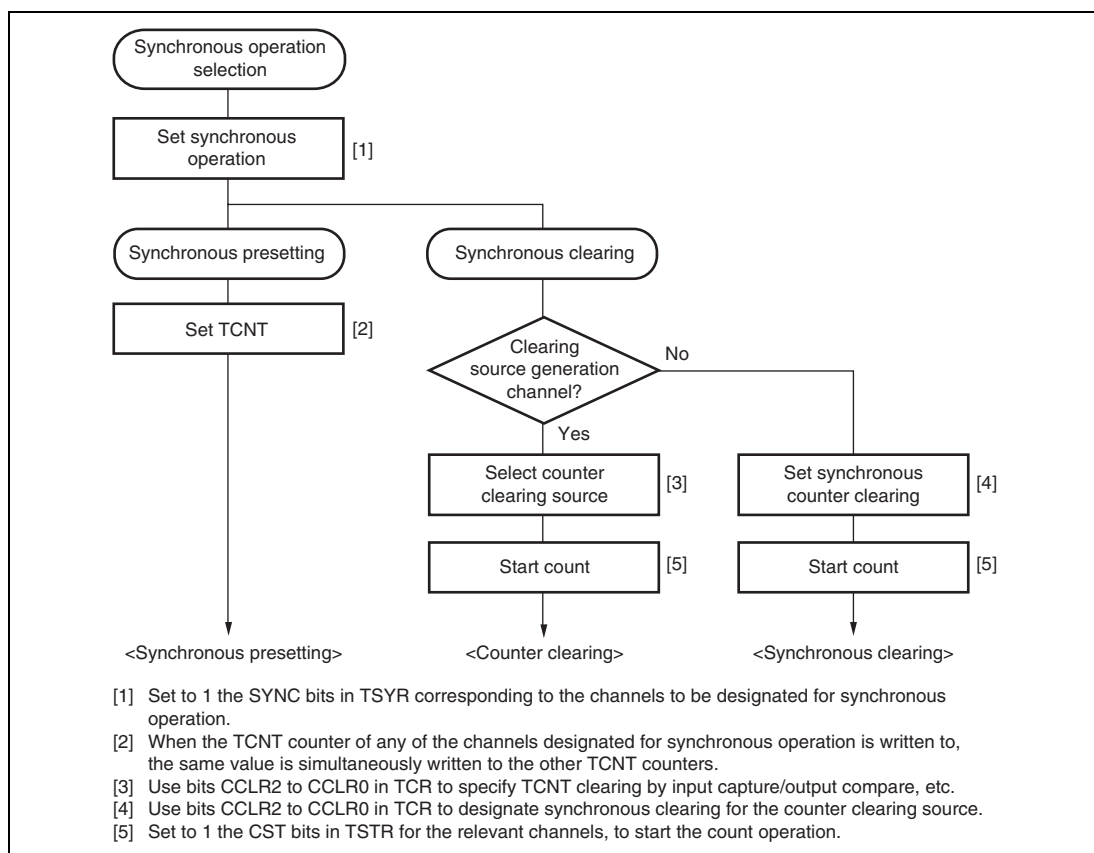 Synchronous operation
selection
Set synchronous
operation
[1]
Synchronous presetting
Synchronous clearing
Set TCNT
[2]
Clearing
source generation
channel?
No
Yes
Select counter
clearing source
[3]
Set synchronous
counter clearing
[4]
Start count
[5]
Start count
[5]
<Synchronous presetting>
<Counter clearing>
<Synchronous clearing>
[1] Set to 1 the SYNC bits in TSYR corresponding to the channels to be designated for synchronous
operation.
[2] When the TCNT counter of any of the channels designated for synchronous operation is written to,
the same value is simultaneously written to the other TCNT counters.
[3] Use bits CCLR2 to CCLR0 in TCR to specify TCNT clearing by input capture/output compare, etc.
[4] Use bits CCLR2 to CCLR0 in TCR to designate synchronous clearing for the counter clearing source.
[5] Set to 1 the CST bits in TSTR for the relevant channels, to start the count operation.